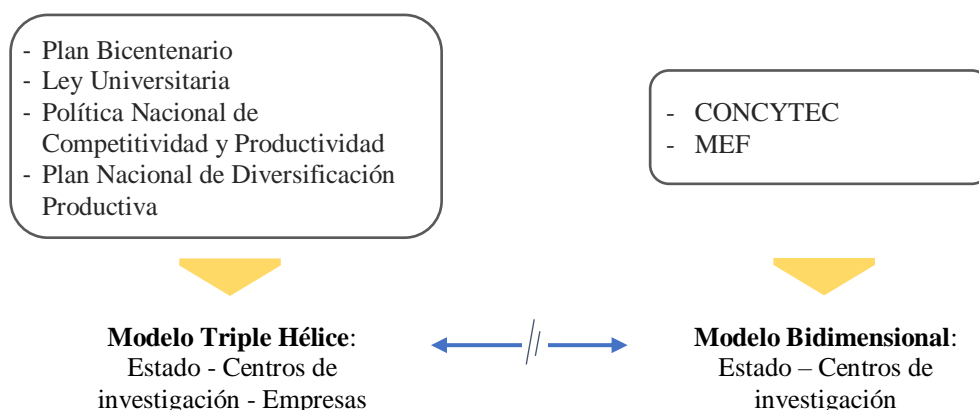 - Plan Bicentenario
- Ley Universitaria
- Política Nacional de
Competitividad y Productividad
- Plan Nacional de Diversificación
Productiva
- CONCYTEC
- MEF
Modelo Triple Hélice:
Estado - Centros de
investigación - Empresas
Modelo Bidimensional:
Estado – Centros de
investigación